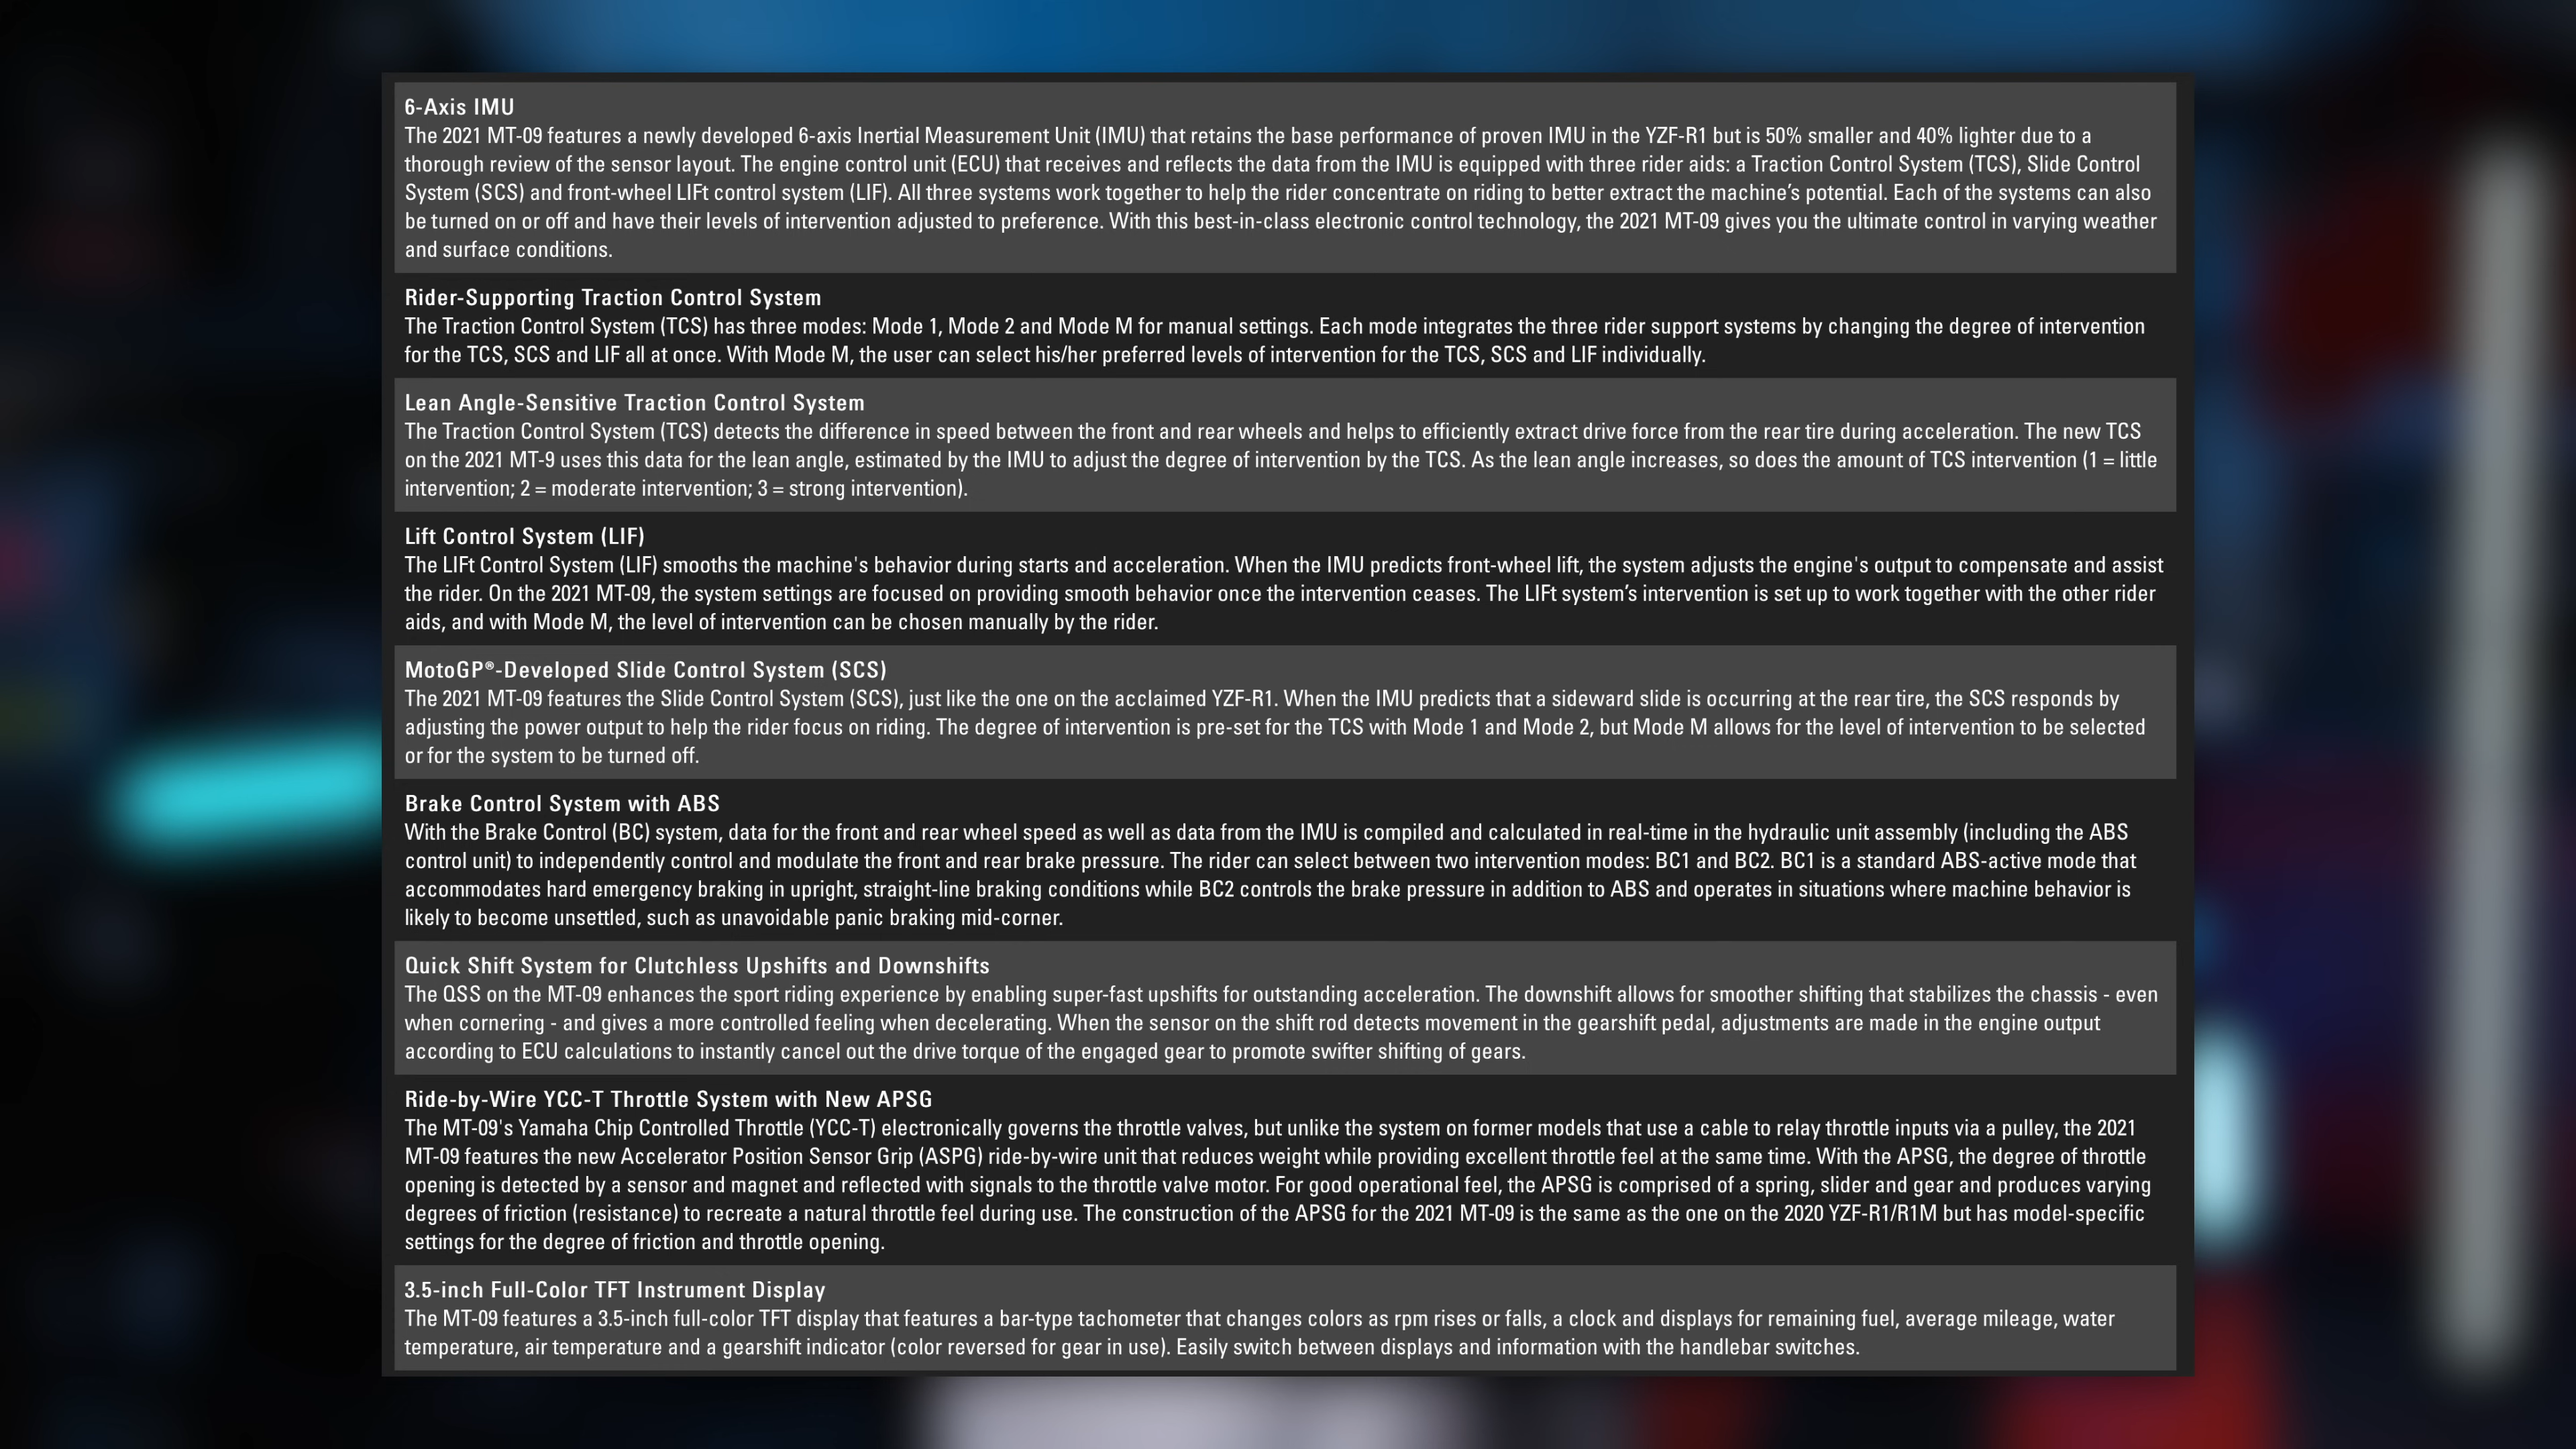 6-Axis IMU
The 2021 MT-09 features a newly developed 6-axis Inertial Measurement Unit (IMU) that retains the base performance of proven IMU in the YZF-R1 but is 50% smaller and 40% lighter due to a
thorough review of the sensor layout. The engine control unit (ECU) that receives and reflects the data from the IMU is equipped with three rider aids: a Traction Control System (TCS), Slide Control
System (SCS) and front-wheel LIFt control system (LIF). All three systems work together to help the rider concentrate on riding to better extract the machine’s potential. Each of the systems can also
be turned on or off and have their levels of intervention adjusted to preference. With this best-in-class electronic control technology, the 2021 MT-09 gives you the ultimate control in varying weather
and surface conditions.
Rider-Supporting Traction Control System
The Traction Control System (TCS) has three modes: Mode 1, Mode 2 and Mode M for manual settings. Each mode integrates the three rider support systems by changing the degree of intervention
for the TCS, SCS and LIF all at once. With Mode M, the user can select his/her preferred levels of intervention for the TCS, SCS and LIF individually.
Lean Angle-Sensitive Traction Control System
The Traction Control System (TCS) detects the difference in speed between the front and rear wheels and helps to efficiently extract drive force from the rear tire during acceleration. The new TCS
on the 2021 MT-9 uses this data for the lean angle, estimated by the IMU to adjust the degree of intervention by the TCS. As the lean angle increases, so does the amount of TCS intervention (1 = little
intervention; 2 = moderate intervention; 3 = strong intervention).
Lift Control System (LIF)
The LIFt Control System (LIF) smooths the machine's behavior during starts and acceleration. When the IMU predicts front-wheel lift, the system adjusts the engine's output to compensate and assist
the rider. On the 2021 MT-09, the system settings are focused on providing smooth behavior once the intervention ceases. The LIFt system’s intervention is set up to work together with the other rider
aids, and with Mode M, the level of intervention can be chosen manually by the rider.
MotoGP®-Developed Slide Control System (SCS)
The 2021 MT-09 features the Slide Control System (SCS), just like the one on the acclaimed YZF-R1. When the IMU predicts that a sideward slide is occurring at the rear tire, the SCS responds by
adjusting the power output to help the rider focus on riding. The degree of intervention is pre-set for the TCS with Mode 1 and Mode 2, but Mode M allows for the level of intervention to be selected
or for the system to be turned off.
Brake Control System with ABS
With the Brake Control (BC) system, data for the front and rear wheel speed as well as data from the IMU is compiled and calculated in real-time in the hydraulic unit assembly (including the ABS
control unit) to independently control and modulate the front and rear brake pressure. The rider can select between two intervention modes: BC1 and BC2. BC1 is a standard ABS-active mode that
accommodates hard emergency braking in upright, straight-line braking conditions while BC2 controls the brake pressure in addition to ABS and operates in situations where machine behavior is
likely to become unsettled, such as unavoidable panic braking mid-corner.
Quick Shift System for Clutchless Upshifts and Downshifts
The QSS on the MT-09 enhances the sport riding experience by enabling super-fast upshifts for outstanding acceleration. The downshift allows for smoother shifting that stabilizes the chassis - even
when cornering - and gives a more controlled feeling when decelerating. When the sensor on the shift rod detects movement in the gearshift pedal, adjustments are made in the engine output
according to ECU calculations to instantly cancel out the drive torque of the engaged gear to promote swifter shifting of gears.
Ride-by-Wire YCC-T Throttle System with New APSG
The MT-09's Yamaha Chip Controlled Throttle (YCC-T) electronically governs the throttle valves, but unlike the system on former models that use a cable to relay throttle inputs via a pulley, the 2021
MT-09 features the new Accelerator Position Sensor Grip (ASPG) ride-by-wire unit that reduces weight while providing excellent throttle feel at the same time. With the APSG, the degree of throttle
opening is detected by a sensor and magnet and reflected with signals to the throttle valve motor. For good operational feel, the APSG is comprised of a spring, slider and gear and produces varying
degrees of friction (resistance) to recreate a natural throttle feel during use. The construction of the APSG for the 2021 MT-09 is the same as the one on the 2020 YZF-R1/R1M but has model-specific
settings for the degree of friction and throttle opening.
3.5-inch Full-Color TFT Instrument Display
The MT-09 features a 3.5-inch full-color TFT display that features a bar-type tachometer that changes colors as rpm rises or falls, a clock and displays for remaining fuel, average mileage, water
temperature, air temperature and a gearshift indicator (color reversed for gear in use). Easily switch between displays and information with the handlebar switches.